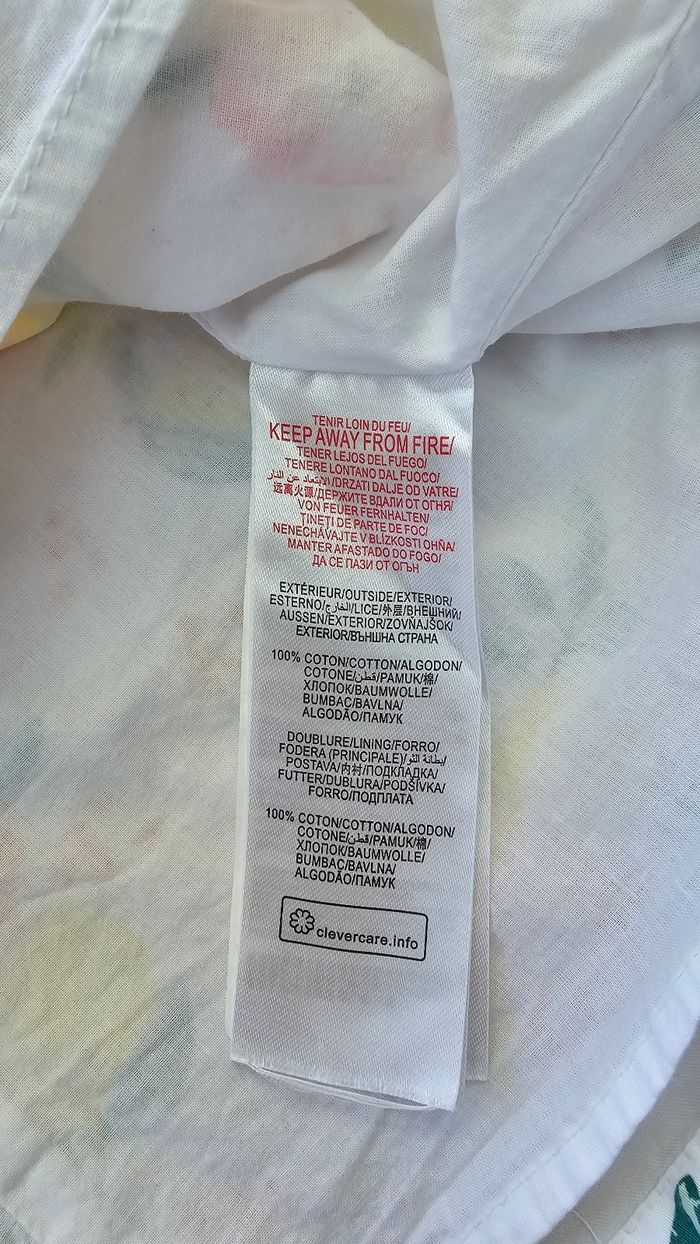 TENIR LOIN DU FEU/
KEEP AWAY FROM FIRE/
TENER LEJOS DEL FUEGO/
TENERE LONTANO DAL FUOCO/
الابتعاد عن النار/DRZATI DALJE OD VATRE/
远离火源/ДЕРЖИТЕ ВДАЛИ ОТ ОГНЯ/
VON FEUER FERNHALTEN/
ȚINEȚI DE PARTE DE FOC/
NENECHÁVAJTE V BLÍZKOSTI OHŇA/
MANTER AFASTADO DO FOGO/
ДА СЕ ПАЗИ ОТ ОГЪН
EXTÉRIEUR/OUTSIDE/EXTERIOR/
ESTERNO/الخارج/LICE/外层/ВНЕШНИЙ/
AUSSEN/EXTERIOR/ZOVŇAJŠOK/
EXTERIOR/ВЪНШНА СТРАНА
100% COTON/COTTON/ALGODON/
COTONE/قطن/PAMUK/棉/
ХЛОПОК/BAUMWOLLE/
BUMBAC/BAVLNA/
ALGODÃO/ПАМУК
DOUBLURE/LINING/FORRO/
FODERA (PRINCIPALE)/بطانة الثو/
POSTAVA/内衬/ПОДКЛАДКА/
FUTTER/DUBLURA/PODŠÍVKA/
FORRO/ПОДПЛАТА
100% COTON/COTTON/ALGODON/
COTONE/قطن/PAMUK/棉/
ХЛОПОК/BAUMWOLLE/
BUMBAC/BAVLNA/
ALGODÃO/ПАМУК
clevercare.info